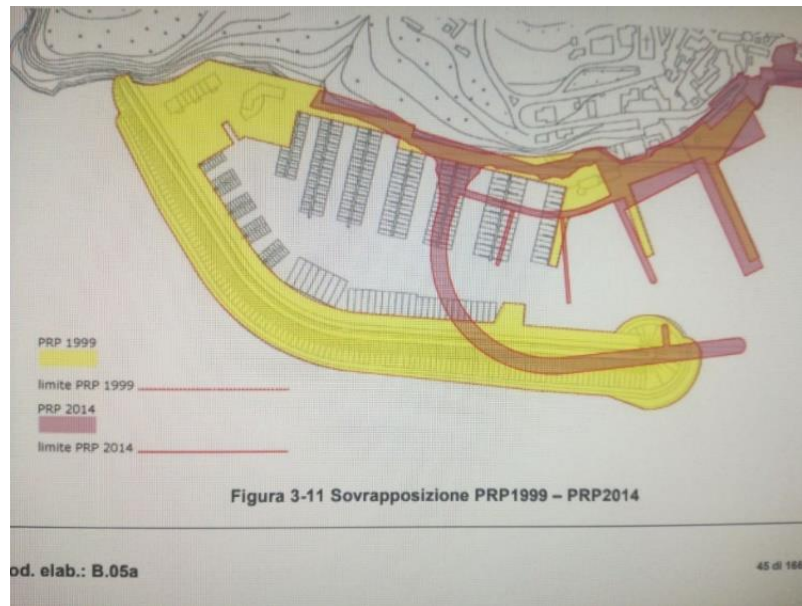 PRP 1999
limite PRP 1999
PRP 2014
limite PRP 2014
Figura 3-11 Sovrapposizione PRP1999 – PRP2014
od. elab.: B.05a
45 di 168